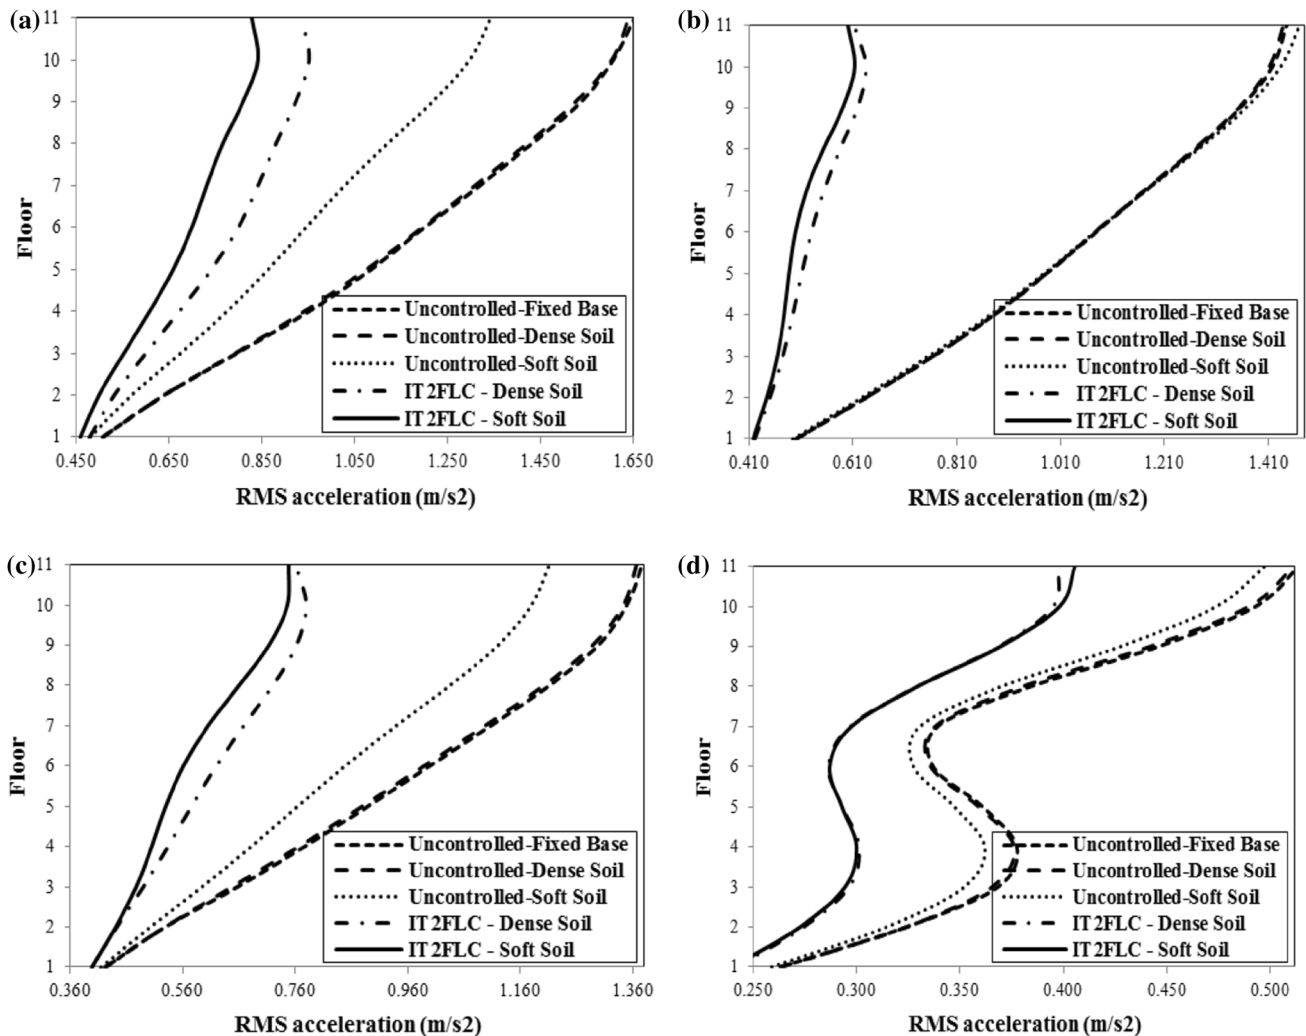 (a)
11
10
9
8
7
6
5
4
3
2
1
Floor
Uncontrolled-Fixed Base
Uncontrolled-Dense Soil
Uncontrolled-Soft Soil
IT2FLC - Dense Soil
IT2FLC - Soft Soil
0.450 0.650 0.850 1.050 1.250 1.450 1.650
RMS acceleration (m/s2)
(b)
11
10
9
8
7
6
5
4
3
2
1
Floor
Uncontrolled-Fixed Base
Uncontrolled-Dense Soil
Uncontrolled-Soft Soil
IT2FLC - Dense Soil
IT2FLC - Soft Soil
0.410 0.610 0.810 1.010 1.210 1.410
RMS acceleration (m/s2)
(c)
11
10
9
8
7
6
5
4
3
2
1
Floor
Uncontrolled-Fixed Base
Uncontrolled-Dense Soil
Uncontrolled-Soft Soil
IT2FLC - Dense Soil
IT2FLC - Soft Soil
0.360 0.560 0.760 0.960 1.160 1.360
RMS acceleration (m/s2)
(d)
11
10
9
8
7
6
5
4
3
2
1
Floor
Uncontrolled-Fixed Base
Uncontrolled-Dense Soil
Uncontrolled-Soft Soil
IT2FLC - Dense Soil
IT2FLC - Soft Soil
0.250 0.300 0.350 0.400 0.450 0.500
RMS acceleration (m/s2)